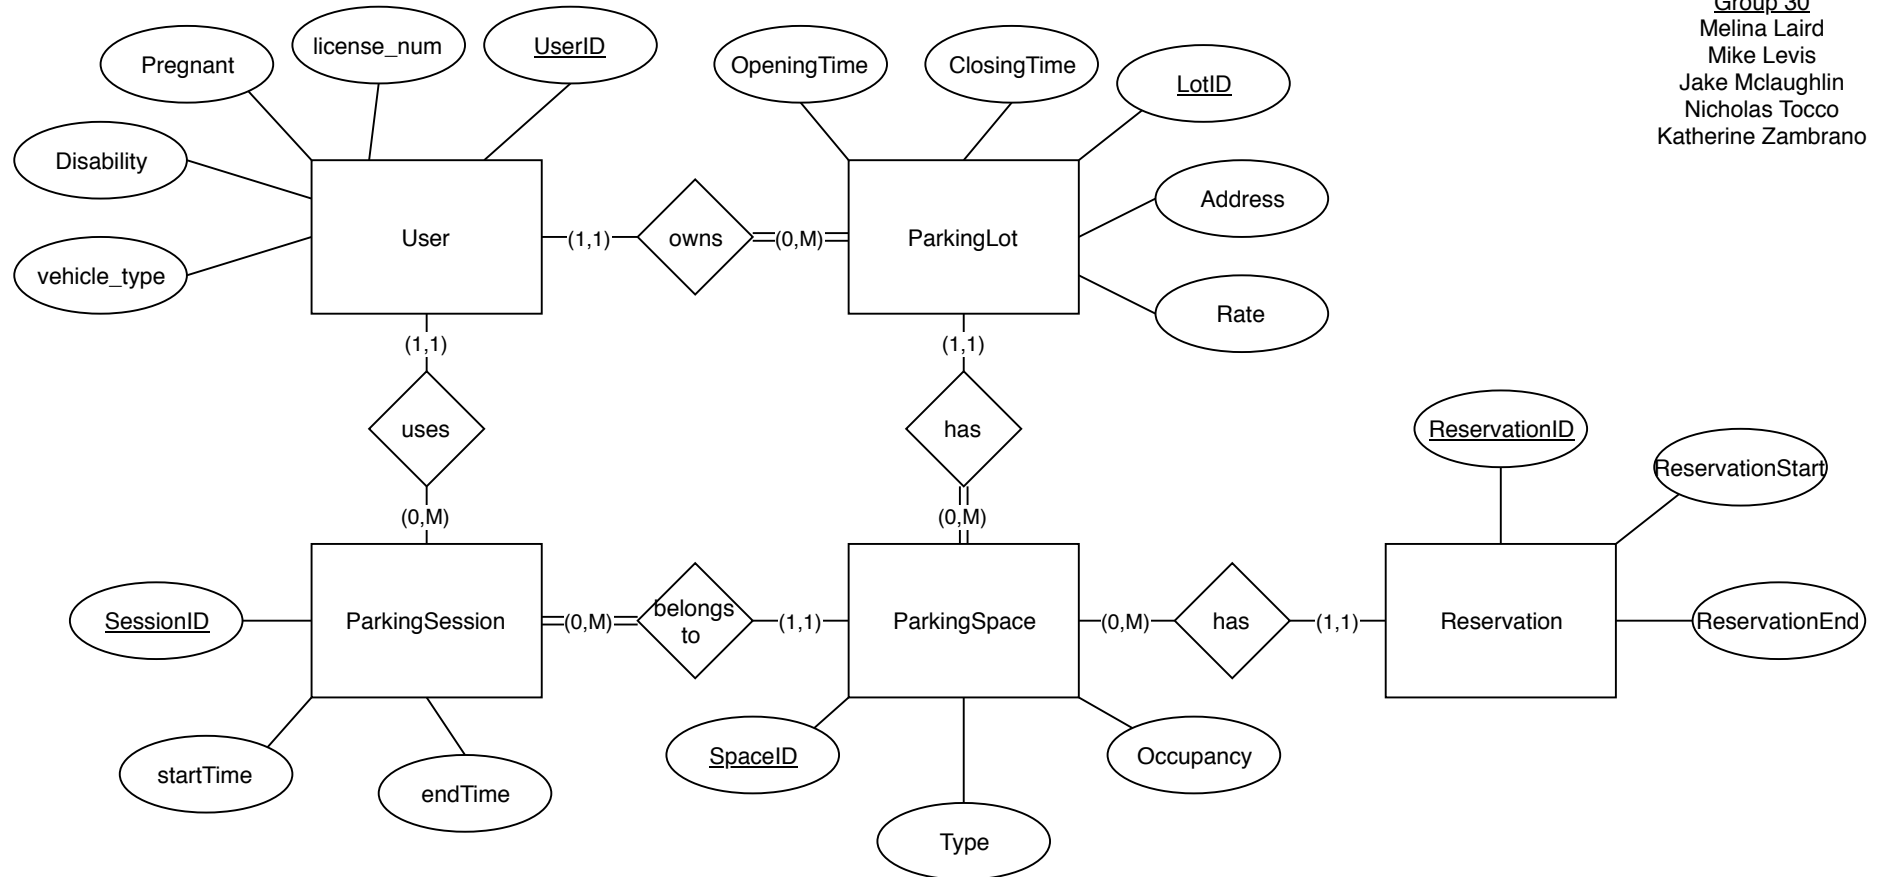 Group 30
Melina Laird
Mike Levis
Jake Mclaughlin
Nicholas Tocco
Katherine Zambrano
Pregnant
license_num
UserID
OpeningTime
ClosingTime
LotID
Disability
vehicle_type
User
(1,1)
owns
(0,M)
ParkingLot
Address
Rate
(1,1)
(1,1)
uses
has
(0,M)
(0,M)
ReservationID
ReservationStart
SessionID
ParkingSession
(0,M)
belongs
to
(1,1)
ParkingSpace
(0,M)
has
(1,1)
Reservation
ReservationEnd
startTime
endTime
SpaceID
Type
Occupancy